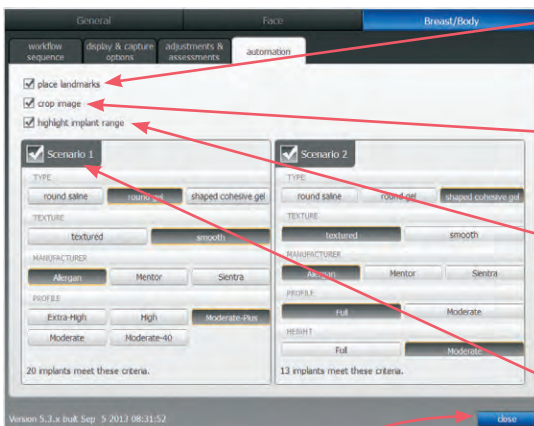 General Face Breast/Body
workflow sequence display & capture options adjustments & assessments automation
place landmarks
crop image
highlight implant range
Scenario 1
TYPE
round saline round gel shaped cohesive gel
TEXTURE
textured smooth
MANUFACTURER
Allergan Mentor Sientra
PROFILE
Extra-High High Moderate-Plus
Moderate Moderate-40
20 implants meet these criteria.
Scenario 2
TYPE
round saline round gel shaped cohesive gel
TEXTURE
textured smooth
MANUFACTURER
Allergan Mentor Sientra
PROFILE
Full Moderate
HEIGHT
Full Moderate
13 implants meet these criteria.
Version 5.3.x built Sep 5 2013 08:31:52
close